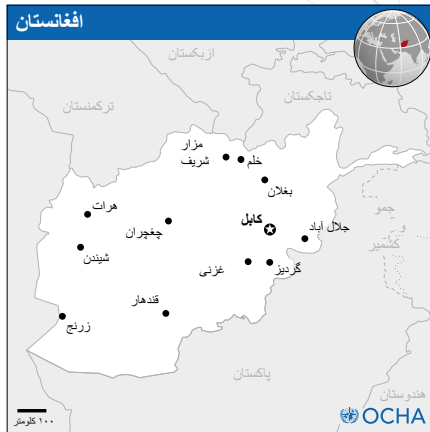 افغانستان
ازبکستان
تاجکستان
ترکمنستان
مزار
شریف
خلم
بغلان
هرات
چغچران
کابل
جلال آباد
جمو
و
کشمیر
شیندن
غزنی
گردیز
قندهار
زرنج
پاکستان
هندوستان
۱۰۰ کلومتر
OCHA